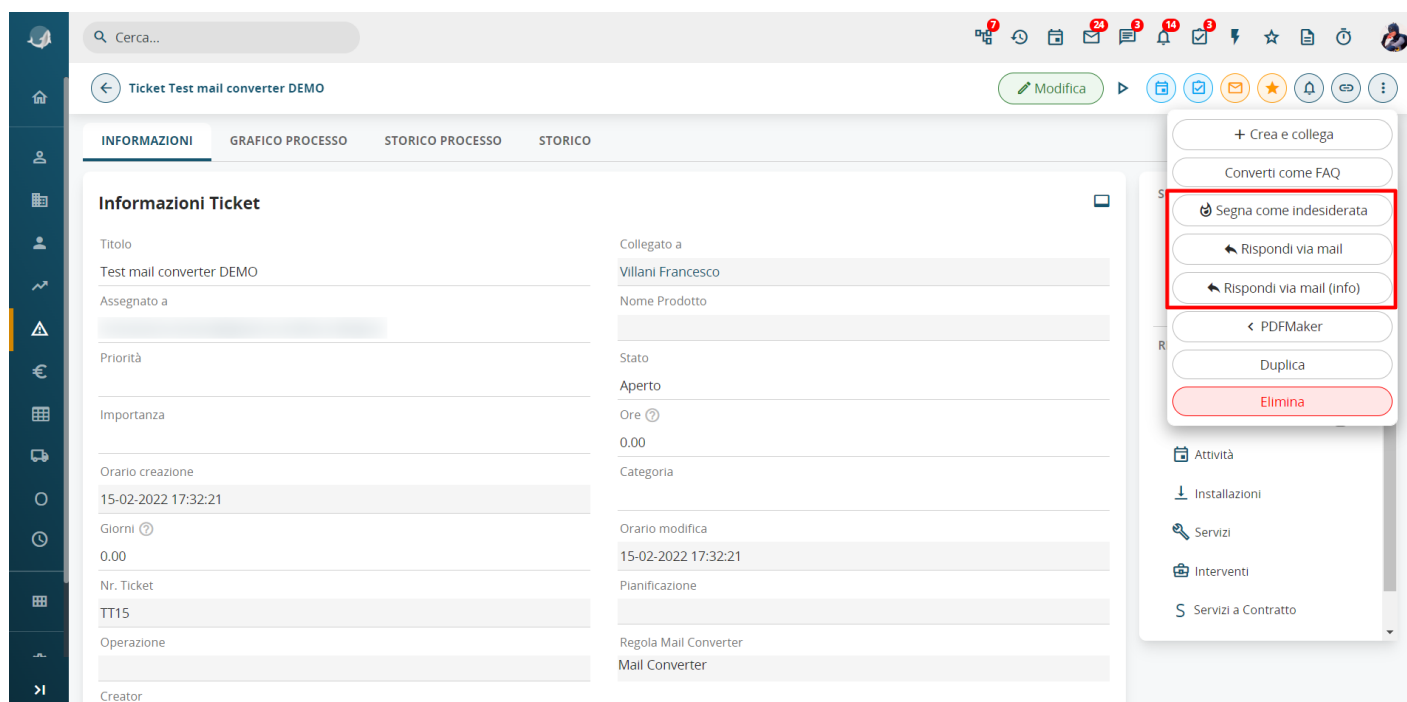 Cerca...
7
24
3
14
3
Ticket Test mail converter DEMO
Modifica
INFORMAZIONI GRAFICO PROCESSO STORICO PROCESSO STORICO
+ Crea e collega
Converti come FAQ
Segna come indesiderata
Rispondi via mail
Rispondi via mail (info)
PDFMaker
Duplica
Elimina
Informazioni Ticket
Titolo
Test mail converter DEMO
Collegato a
Villani Francesco
Assegnato a
Nome Prodotto
Priorità
Stato
Aperto
Importanza
Ore
0.00
Orario creazione
15-02-2022 17:32:21
Categoria
Giorni
0.00
Orario modifica
15-02-2022 17:32:21
Nr. Ticket
TT15
Pianificazione
Operazione
Regola Mail Converter
Mail Converter
Creator
Attività
Installazioni
Servizi
Interventi
S Servizi a Contratto